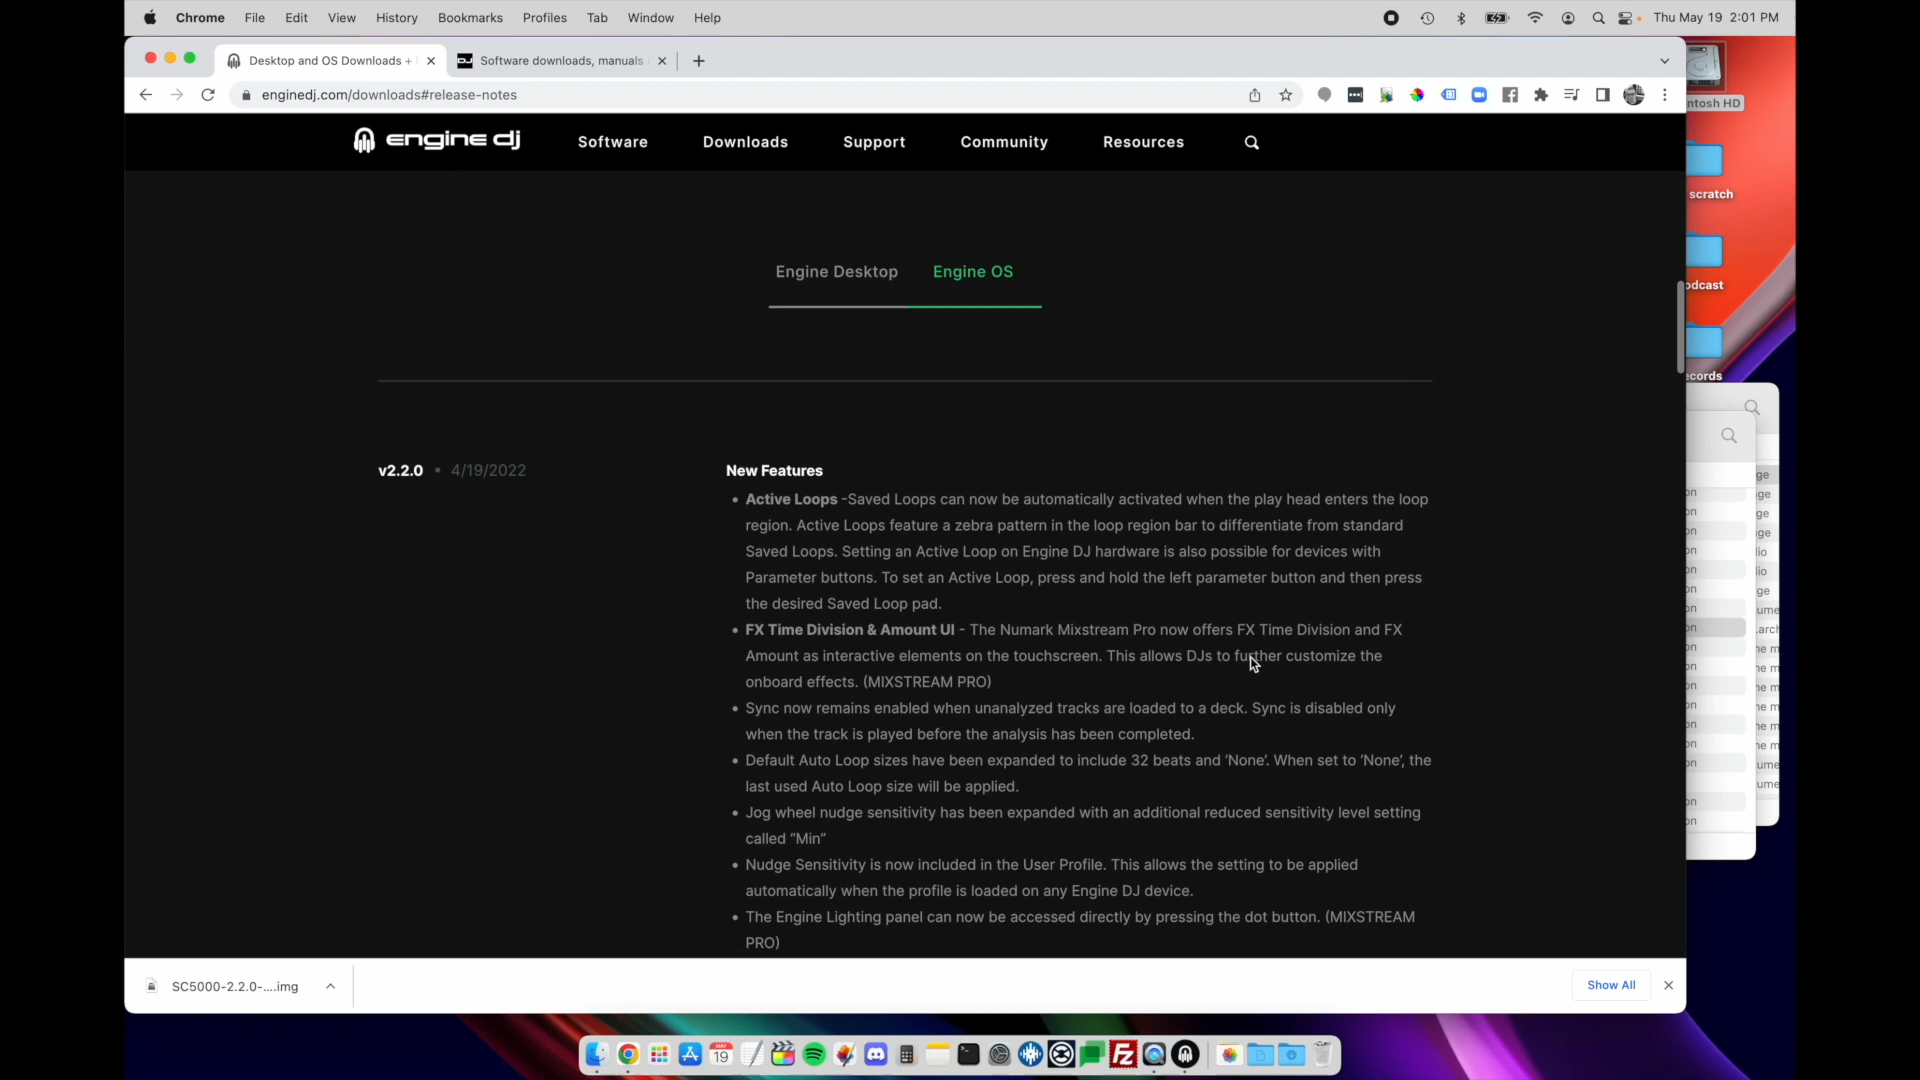 Chrome File Edit View History Bookmarks Profiles Tab Window Help Thu May 19 2:01 PM
Desktop and OS Downloads + Software downloads, manuals
enginedj.com/downloads#release-notes
ntosh HD
engine dj Software Downloads Support Community Resources
scratch
Engine Desktop Engine OS
odcast
ecords
v2.2.0 • 4/19/2022
New Features
• Active Loops -Saved Loops can now be automatically activated when the play head enters the loop
region. Active Loops feature a zebra pattern in the loop region bar to differentiate from standard
Saved Loops. Setting an Active Loop on Engine DJ hardware is also possible for devices with
Parameter buttons. To set an Active Loop, press and hold the left parameter button and then press
the desired Saved Loop pad.
• FX Time Division & Amount UI - The Numark Mixstream Pro now offers FX Time Division and FX
Amount as interactive elements on the touchscreen. This allows DJs to further customize the
onboard effects. (MIXSTREAM PRO)
• Sync now remains enabled when unanalyzed tracks are loaded to a deck. Sync is disabled only
when the track is played before the analysis has been completed.
• Default Auto Loop sizes have been expanded to include 32 beats and ‘None’. When set to ‘None’, the
last used Auto Loop size will be applied.
• Jog wheel nudge sensitivity has been expanded with an additional reduced sensitivity level setting
called “Min”
• Nudge Sensitivity is now included in the User Profile. This allows the setting to be applied
automatically when the profile is loaded on any Engine DJ device.
• The Engine Lighting panel can now be accessed directly by pressing the dot button. (MIXSTREAM
PRO)
SC5000-2.2.0-....img
Show All